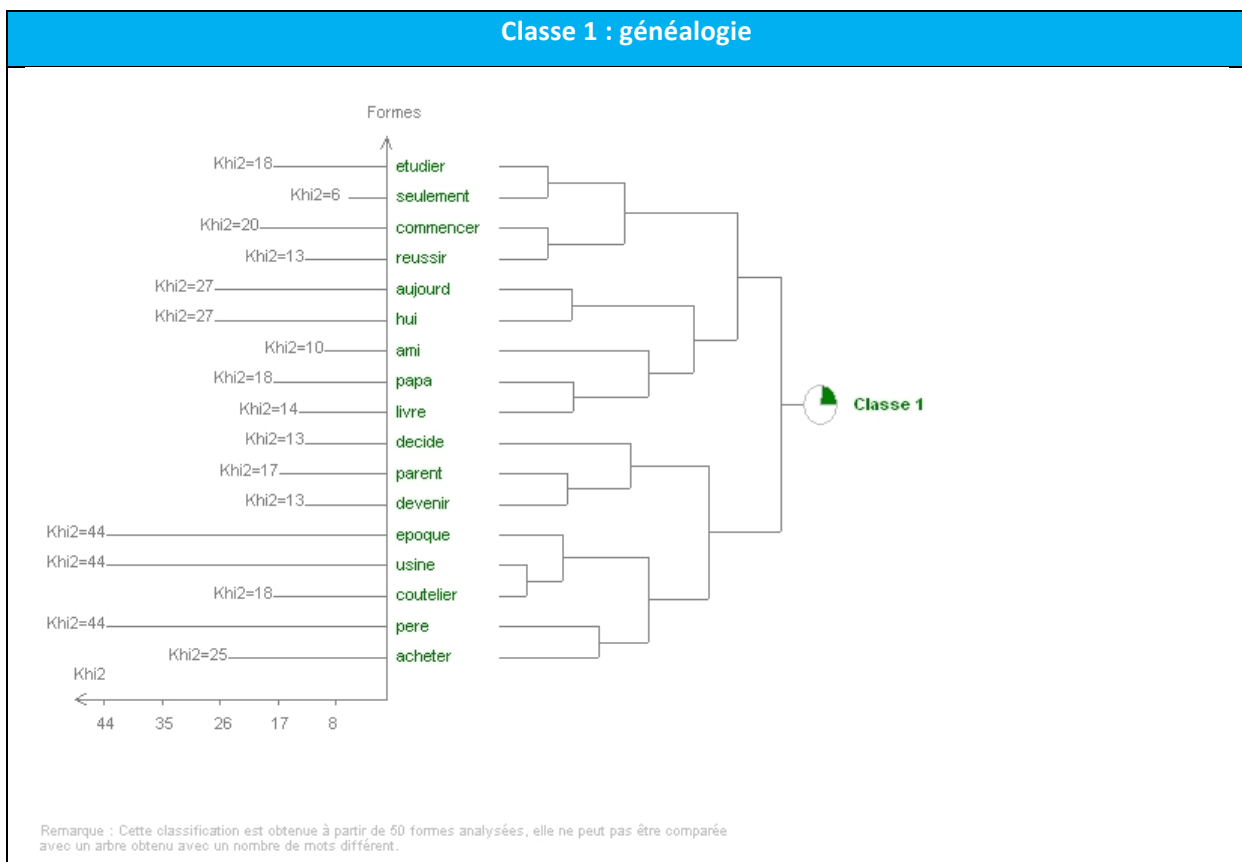 Classe 1 : généalogie
Formes
Khi2=18 etudier
Khi2=6 seulement
Khi2=20 commencer
Khi2=13 reussir
Khi2=27 aujourd
Khi2=27 hui
Khi2=10 ami
Khi2=18 papa
Khi2=14 livre
Khi2=13 decide
Khi2=17 parent
Khi2=13 devenir
Khi2=44 epoque
Khi2=44 usine
Khi2=18 coutelier
Khi2=44 pere
Khi2=25 acheter
Khi2
44 35 26 17 8
Classe 1
Remarque : Cette classification est obtenue à partir de 50 formes analysées, elle ne peut pas être comparée
avec un arbre obtenu avec un nombre de mots différent.